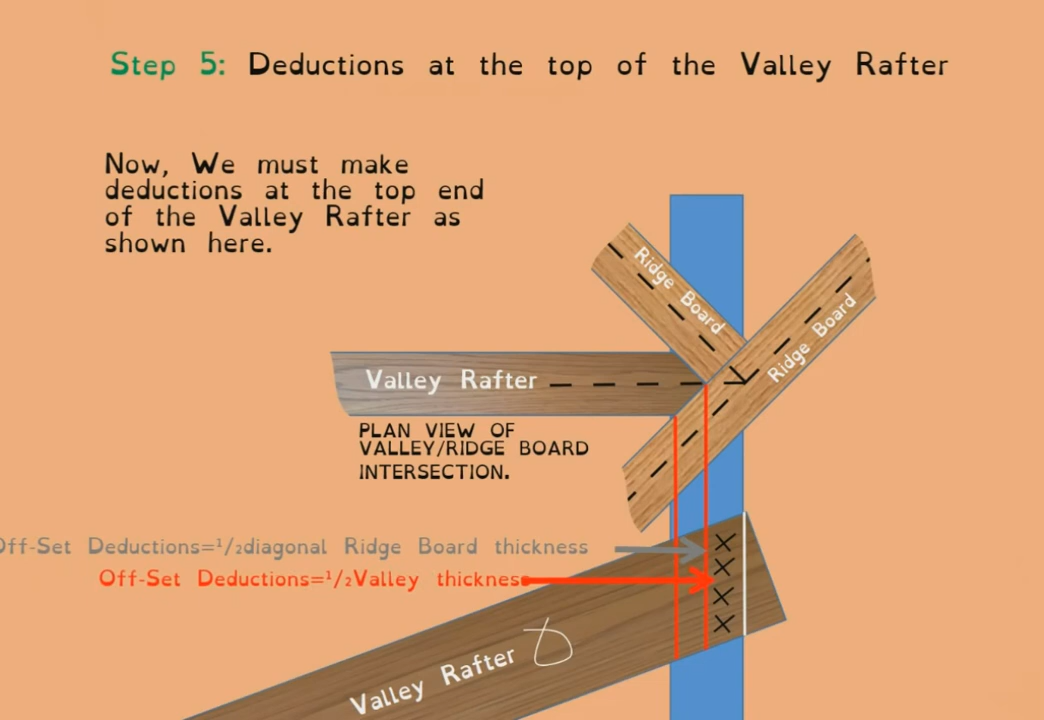 Step 5: Deductions at the top of the Valley Rafter
Now, We must make
deductions at the top end
of the Valley Rafter as
shown here.
Ridge Board
Ridge Board
Valley Rafter
PLAN VIEW OF
VALLEY/RIDGE BOARD
INTERSECTION.
Off-Set Deductions=¹/₂diagonal Ridge Board thickness
Off-Set Deductions=¹/₂Valley thickness
Valley Rafter